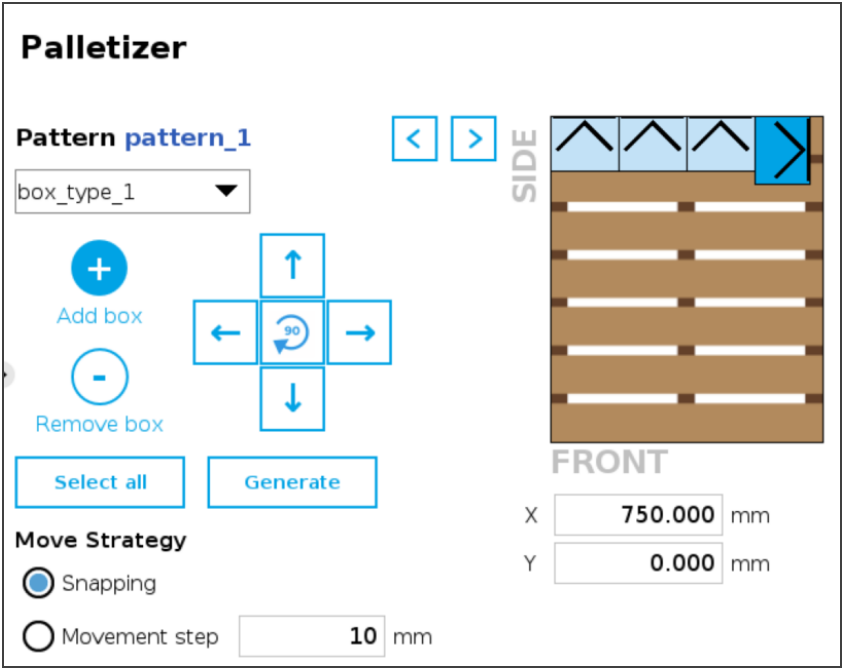 Palletizer
Pattern pattern_1
<
>
box_type_1
+
Add box
-
Remove box
↑
←
90
→
↓
Select all
Generate
Move Strategy
Snapping
Movement step
10 mm
SIDE
FRONT
X 750.000 mm
Y 0.000 mm